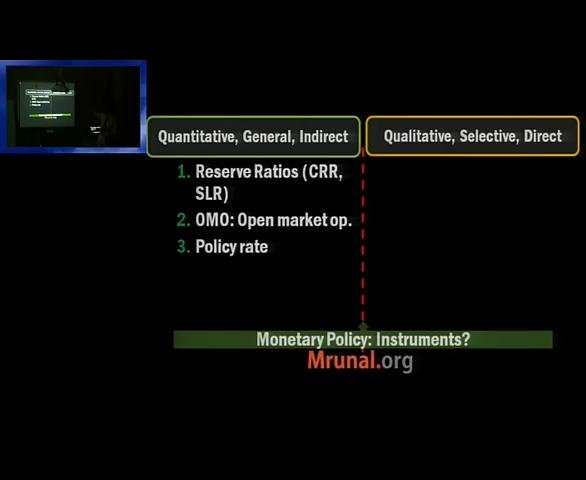 Quantitative, General, Indirect
Qualitative, Selective, Direct
1. Reserve Ratios (CRR,
SLR)
2. OMO: Open market op.
3. Policy rate
Monetary Policy: Instruments?
Mrunal.org